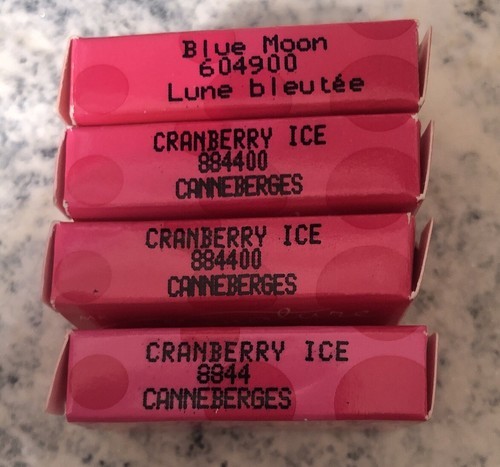 Blue Moon
604900
Lune bleutée
CRANBERRY ICE
884400
CANNEBERGES
CRANBERRY ICE
884400
CANNEBERGES
CRANBERRY ICE
8844
CANNEBERGES